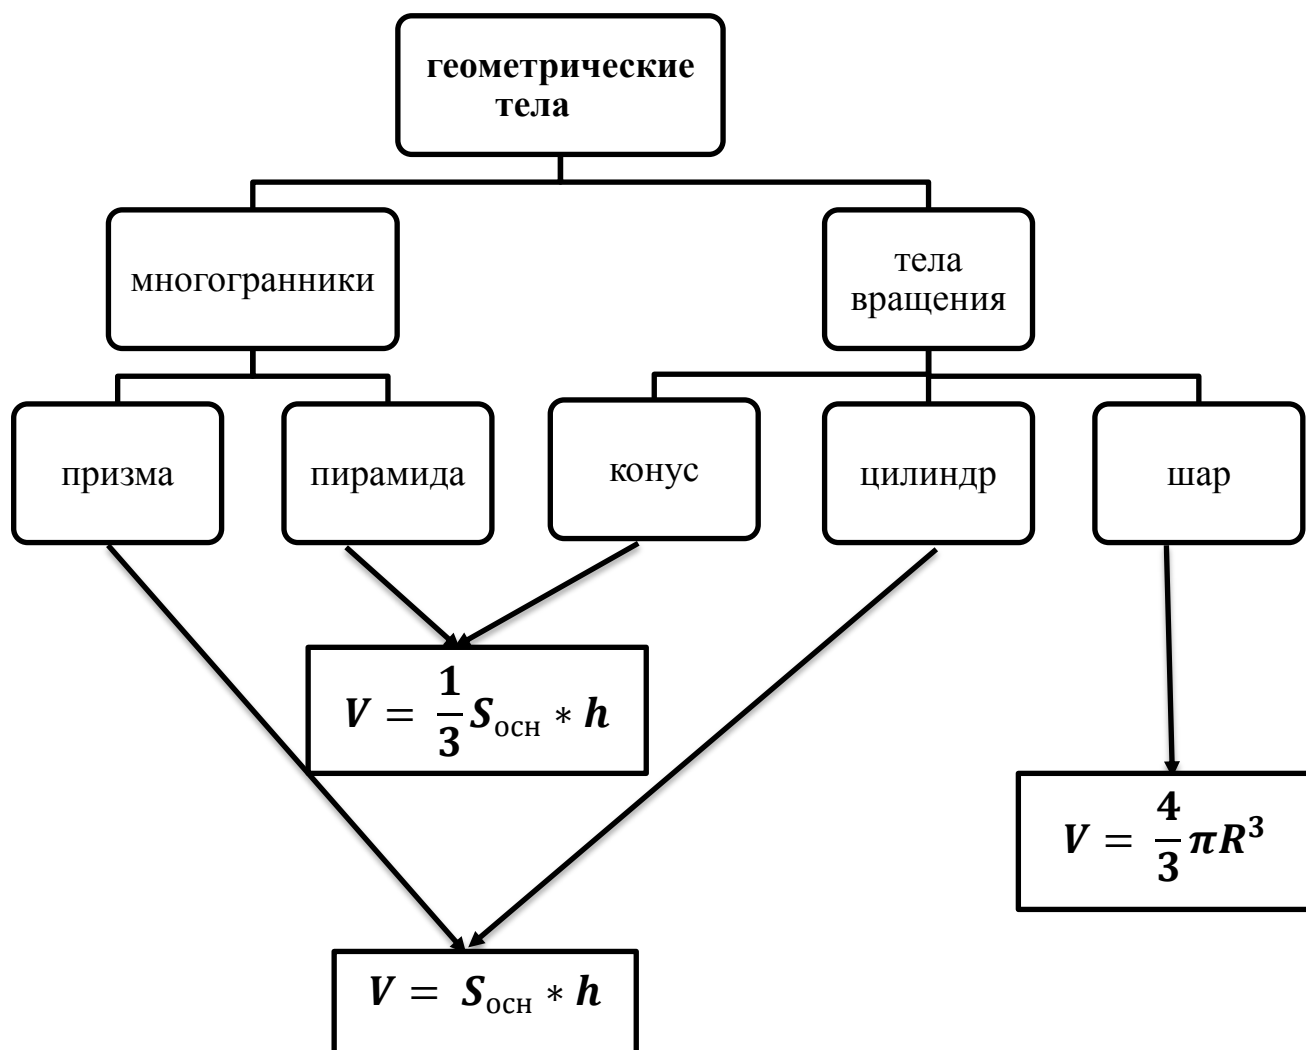 геометрические
тела
многогранники
тела
вращения
призма
пирамида
конус
цилиндр
шар
V = 1/3 Sосн * h
V = 4/3 πR³
V = Sосн * h